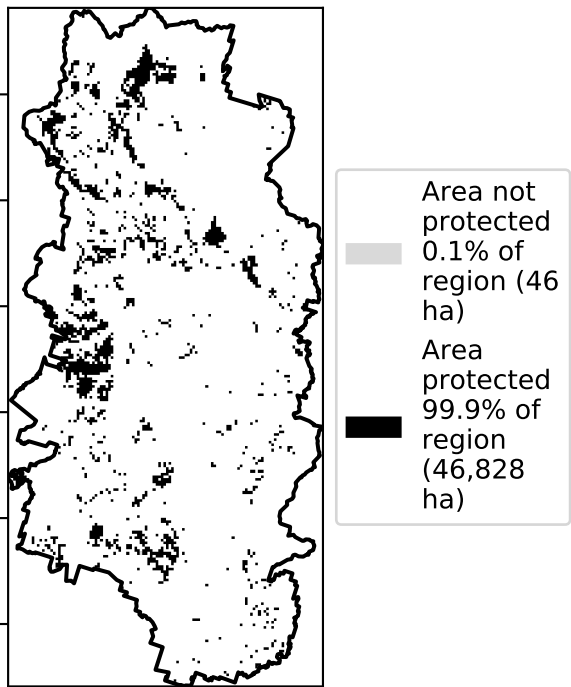 Area not
protected
0.1% of
region (46
ha)
Area
protected
99.9% of
region
(46,828
ha)